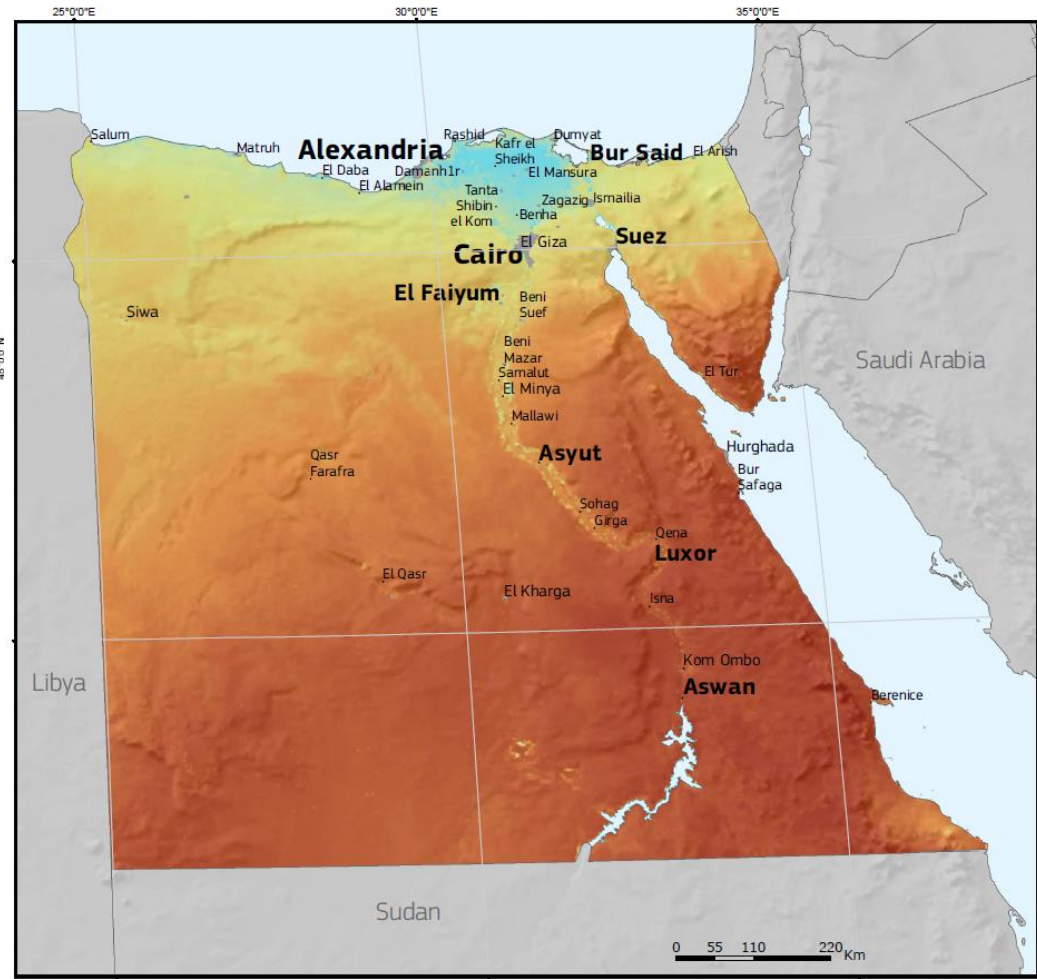 25°0'0"E
30°0'0"E
35°0'0"E
Salum
Matruh
Alexandria
Rashid
Dumyat
Kafr el
Sheikh
Bur Said
El Arish
El Daba
Damanh1r
El Mansura
El Alamein
Tanta
Shibin
el Kom
Zagazig
Ismailia
Benha
Suez
El Giza
Cairo
El Faiyum
Beni
Suef
Siwa
Beni
Mazar
Samalut
El Minya
Mallawi
El Tur
Saudi Arabia
Hurghada
Bur
Safaga
Qasr
Farafra
Asyut
Sohag
Girga
Qena
Luxor
El Qasr
El Kharga
Isna
Kom Ombo
Aswan
Libya
Berenice
Sudan
0 55 110 220
Km